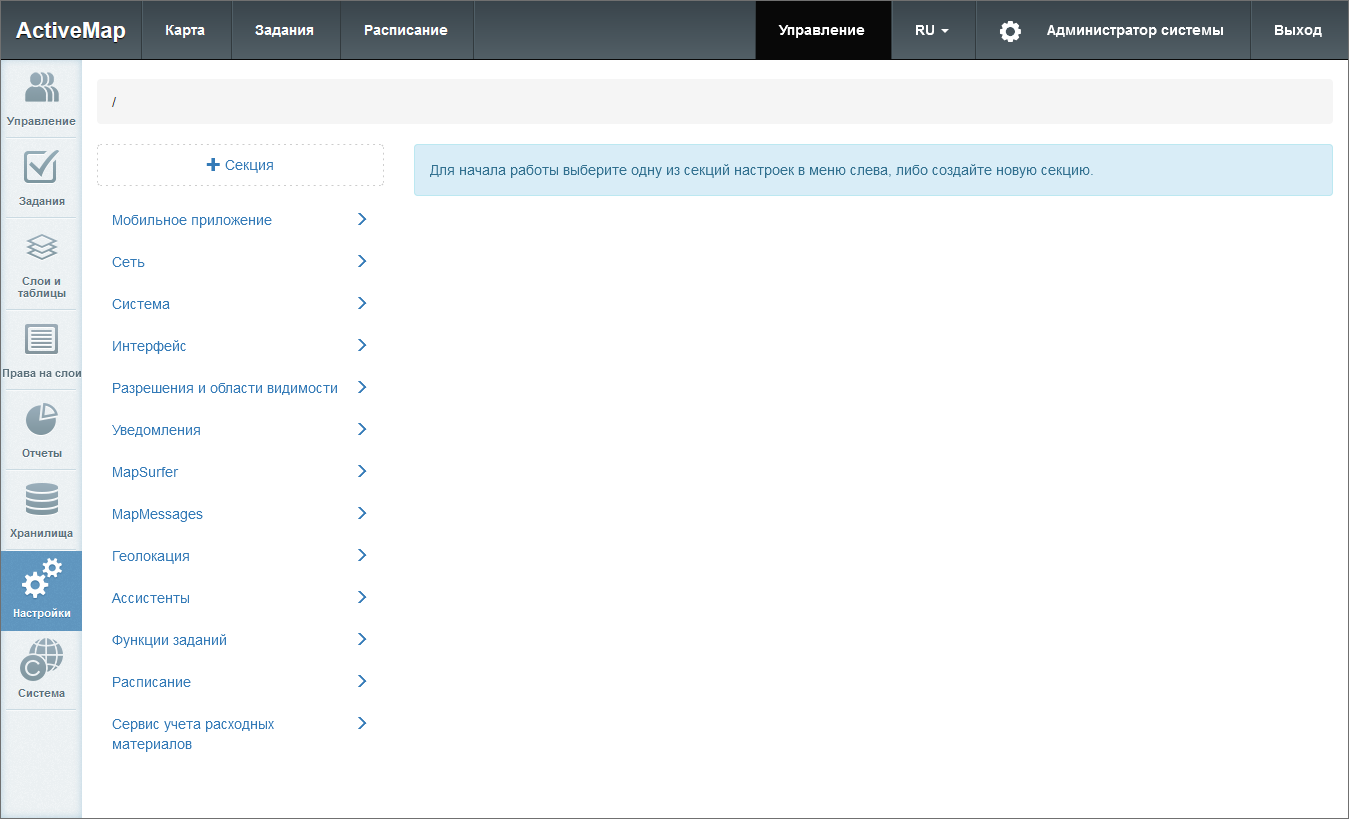 ActiveMap Карта Задания Расписание Управление RU Администратор системы Выход
Управление
Задания
Слои и
таблицы
Права на слои
Отчеты
Хранилища
Настройки
Система
/
Секция
Мобильное приложение
Сеть
Система
Интерфейс
Разрешения и области видимости
Уведомления
MapSurfer
MapMessages
Геолокация
Ассистенты
Функции заданий
Расписание
Сервис учета расходных
материалов
Для начала работы выберите одну из секций настроек в меню слева, либо создайте новую секцию.